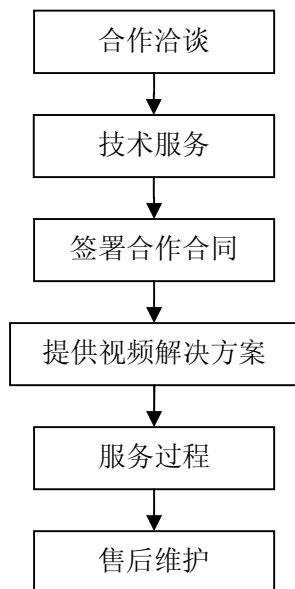 合作洽谈
技术服务
签署合作合同
提供视频解决方案
服务过程
售后维护